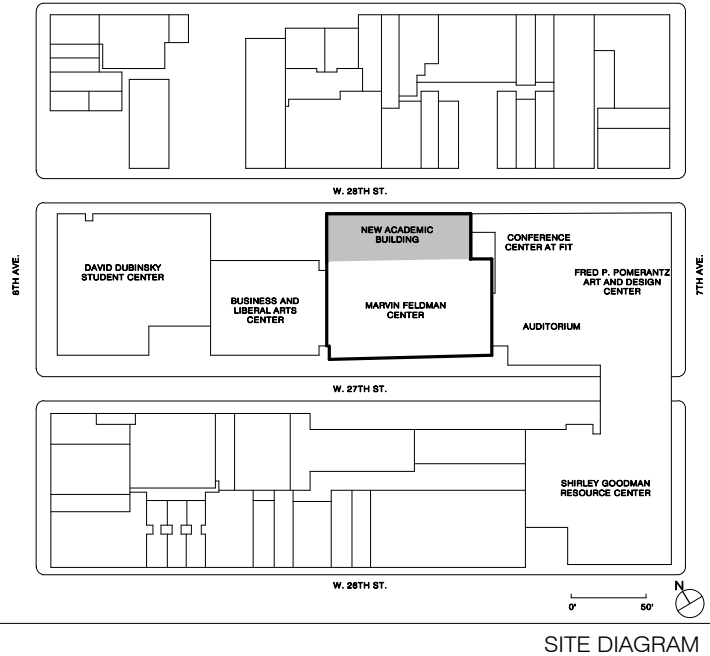 W. 28TH ST.
NEW ACADEMIC
BUILDING
CONFERENCE
CENTER AT FIT
DAVID DUBINSKY
STUDENT CENTER
FRED P. POMERANTZ
ART AND DESIGN
CENTER
8TH AVE.
7TH AVE.
BUSINESS AND
LIBERAL ARTS
CENTER
MARVIN FELDMAN
CENTER
AUDITORIUM
W. 27TH ST.
SHIRLEY GOODMAN
RESOURCE CENTER
W. 26TH ST.
N
0' 50'
SITE DIAGRAM